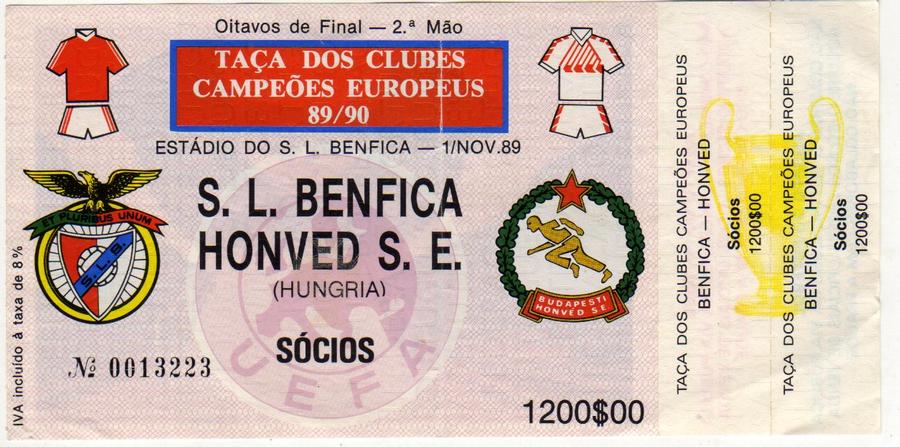 Oitavos de Final — 2.ª Mão
TAÇA DOS CLUBES
CAMPEÕES EUROPEUS
89/90
ESTÁDIO DO S. L. BENFICA — 1/NOV.89
S. L. BENFICA
HONVED S. E.
(HUNGRIA)
SÓCIOS
UEFA
ET PLURIBUS UNUM
S.L.B.
BUDAPESTI
HONVÉD S E
IVA incluído à taxa de 8%
Nº 0013223
1200$00
TAÇA DOS CLUBES CAMPEÕES EUROPEUS
BENFICA — HONVED
Sócios
1200$00
TAÇA DOS CLUBES CAMPEÕES EUROPEUS
BENFICA — HONVED
Sócios
1200$00